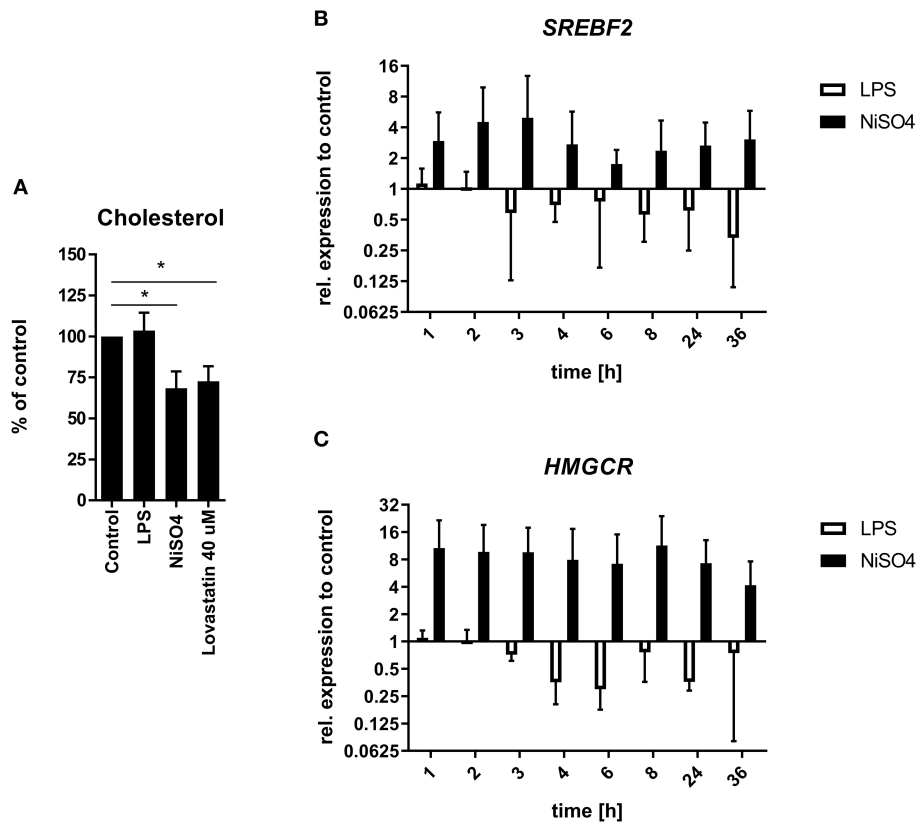 A
Cholesterol
% of control
150
125
100
75
50
25
0
*
*
Control
LPS
NiSO4
Lovastatin 40 uM
B
SREBF2
rel. expression to control
16
8
4
2
1
0.5
0.25
0.125
0.0625
1 2 3 4 6 8 24 36
time [h]
LPS
NiSO4
C
HMGCR
rel. expression to control
32
16
8
4
2
1
0.5
0.25
0.125
0.0625
1 2 3 4 6 8 24 36
time [h]
LPS
NiSO4